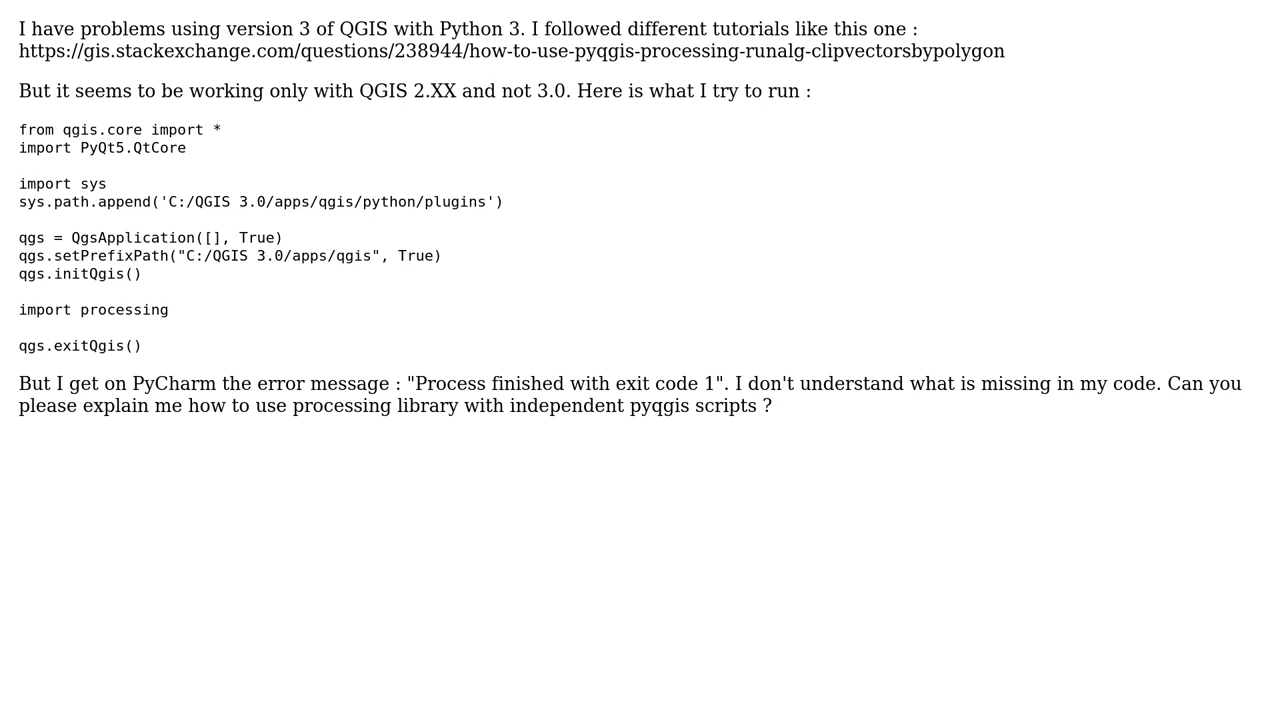 I have problems using version 3 of QGIS with Python 3. I followed different tutorials like this one :
https://gis.stackexchange.com/questions/238944/how-to-use-pyqgis-processing-runalg-clipvectorsbypolygon
But it seems to be working only with QGIS 2.XX and not 3.0. Here is what I try to run :
from qgis.core import *
import PyQt5.QtCore
import sys
sys.path.append('C:/QGIS 3.0/apps/qgis/python/plugins')
qgs = QgsApplication([], True)
qgs.setPrefixPath("C:/QGIS 3.0/apps/qgis", True)
qgs.initQgis()
import processing
qgs.exitQgis()
But I get on PyCharm the error message : "Process finished with exit code 1". I don't understand what is missing in my code. Can you
please explain me how to use processing library with independent pyqgis scripts ?